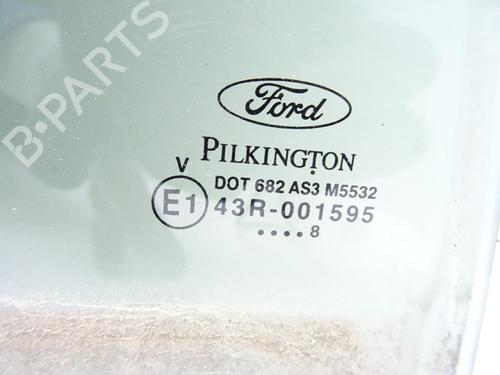 B-PARTS
Ford
PILKINGTON
V
DOT 682 AS3 M5532
E1 43R-001595
....8